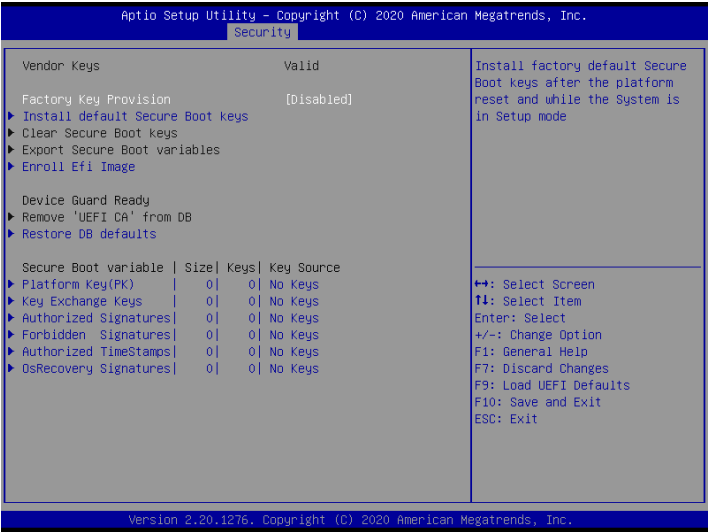 Aptio Setup Utility – Copyright (C) 2020 American Megatrends, Inc.
Security
Vendor Keys Valid
Factory Key Provision [Disabled]
Install default Secure Boot keys
Clear Secure Boot keys
Export Secure Boot variables
Enroll Efi Image
Device Guard Ready
Remove 'UEFI CA' from DB
Restore DB defaults
Secure Boot variable | Size| Keys| Key Source
Platform Key(PK) | 0| 0| No Keys
Key Exchange Keys | 0| 0| No Keys
Authorized Signatures| 0| 0| No Keys
Forbidden Signatures| 0| 0| No Keys
Authorized TimeStamps| 0| 0| No Keys
OsRecovery Signatures| 0| 0| No Keys
Install factory default Secure
Boot keys after the platform
reset and while the System is
in Setup mode
↔: Select Screen
↑↓: Select Item
Enter: Select
+/-: Change Option
F1: General Help
F7: Discard Changes
F9: Load UEFI Defaults
F10: Save and Exit
ESC: Exit
Version 2.20.1276. Copyright (C) 2020 American Megatrends, Inc.